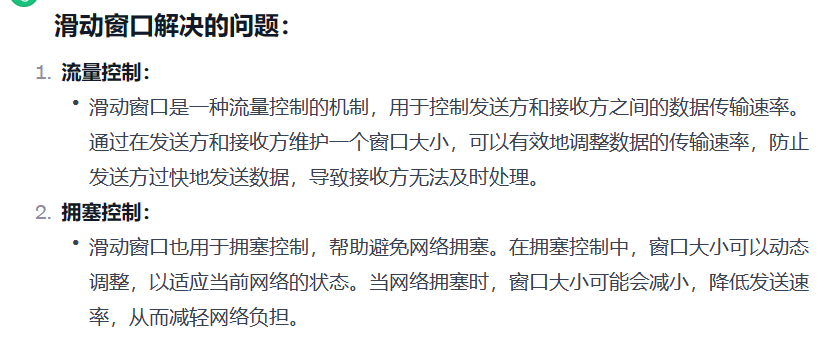 滑动窗口解决的问题：
1. 流量控制：
• 滑动窗口是一种流量控制的机制，用于控制发送方和接收方之间的数据传输速率。
通过在发送方和接收方维护一个窗口大小，可以有效地调整数据的传输速率，防止
发送方过快地发送数据，导致接收方无法及时处理。
2. 拥塞控制：
• 滑动窗口也用于拥塞控制，帮助避免网络拥塞。在拥塞控制中，窗口大小可以动态
调整，以适应当前网络的状态。当网络拥塞时，窗口大小可能会减小，降低发送速
率，从而减轻网络负担。